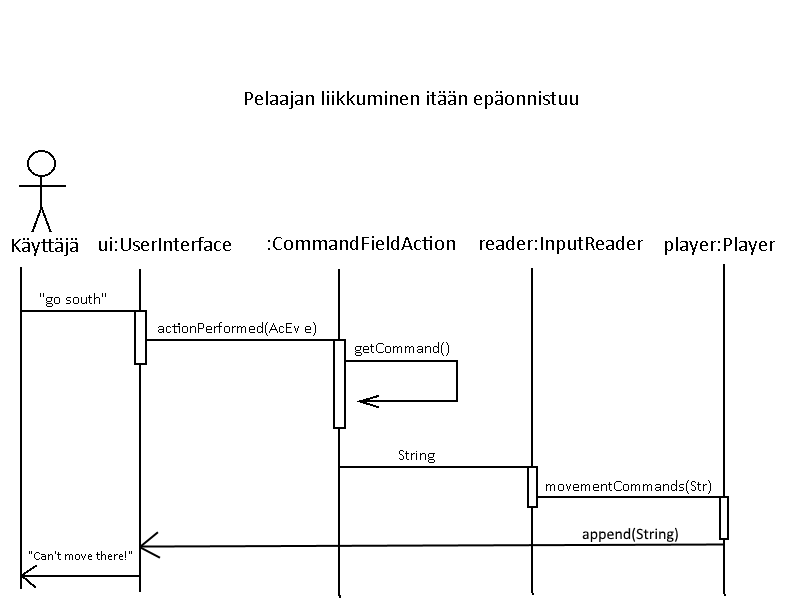 Pelaajan liikkuminen itään epäonnistuu
Käyttäjä
ui:UserInterface
:CommandFieldAction
reader:InputReader
player:Player
"go south"
actionPerformed(AcEv e)
getCommand()
String
movementCommands(Str)
append(String)
"Can't move there!"